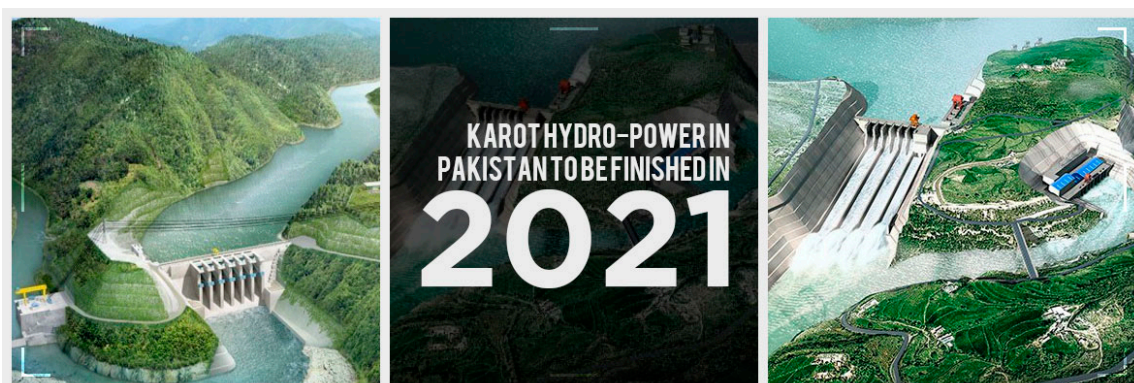 KAROT HYDRO-POWER IN
PAKISTAN TO BE FINISHED IN
2021